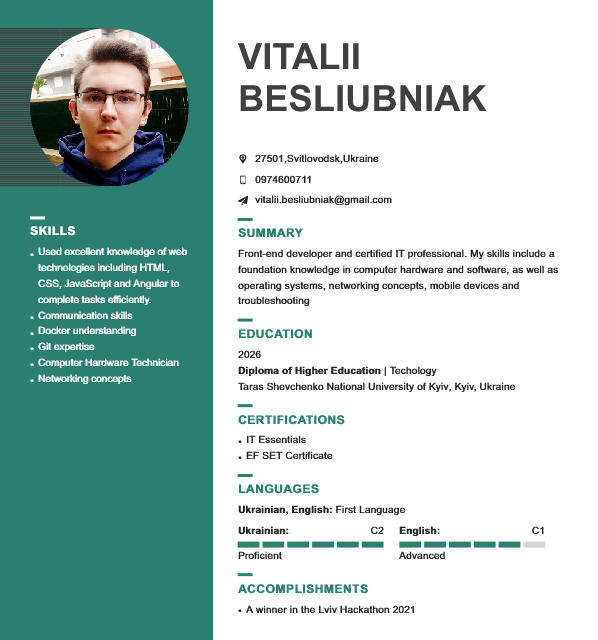 VITALII
BESLIUBNIAK
27501,Svitlovodsk,Ukraine
0974600711
vitalii.besliubniak@gmail.com
SKILLS
• Used excellent knowledge of web
technologies including HTML,
CSS, JavaScript and Angular to
complete tasks efficiently.
• Communication skills
• Docker understanding
• Git expertise
• Computer Hardware Technician
• Networking concepts
SUMMARY
Front-end developer and certified IT professional. My skills include a
foundation knowledge in computer hardware and software, as well as
operating systems, networking concepts, mobile devices and
troubleshooting
EDUCATION
2026
Diploma of Higher Education | Techology
Taras Shevchenko National University of Kyiv, Kyiv, Ukraine
CERTIFICATIONS
• IT Essentials
• EF SET Certificate
LANGUAGES
Ukrainian, English: First Language
Ukrainian: C2
Proficient
English: C1
Advanced
ACCOMPLISHMENTS
• A winner in the Lviv Hackathon 2021